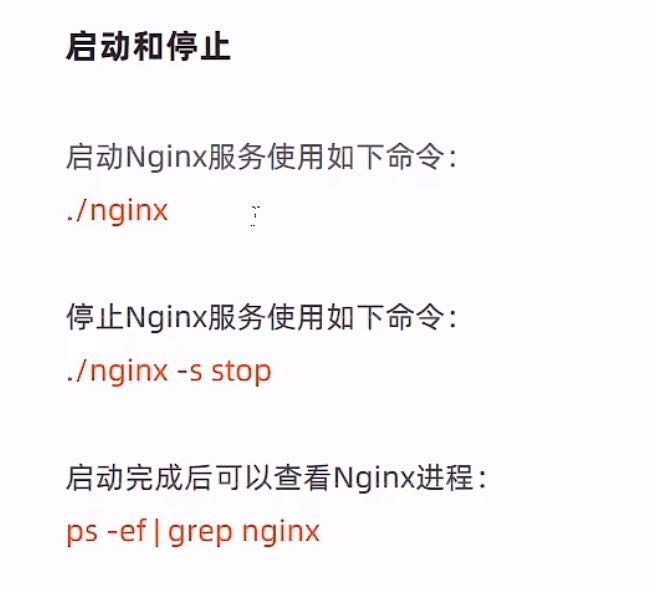 启动和停止
启动Nginx服务使用如下命令：
./nginx
停止Nginx服务使用如下命令：
./nginx -s stop
启动完成后可以查看Nginx进程：
ps -ef | grep nginx